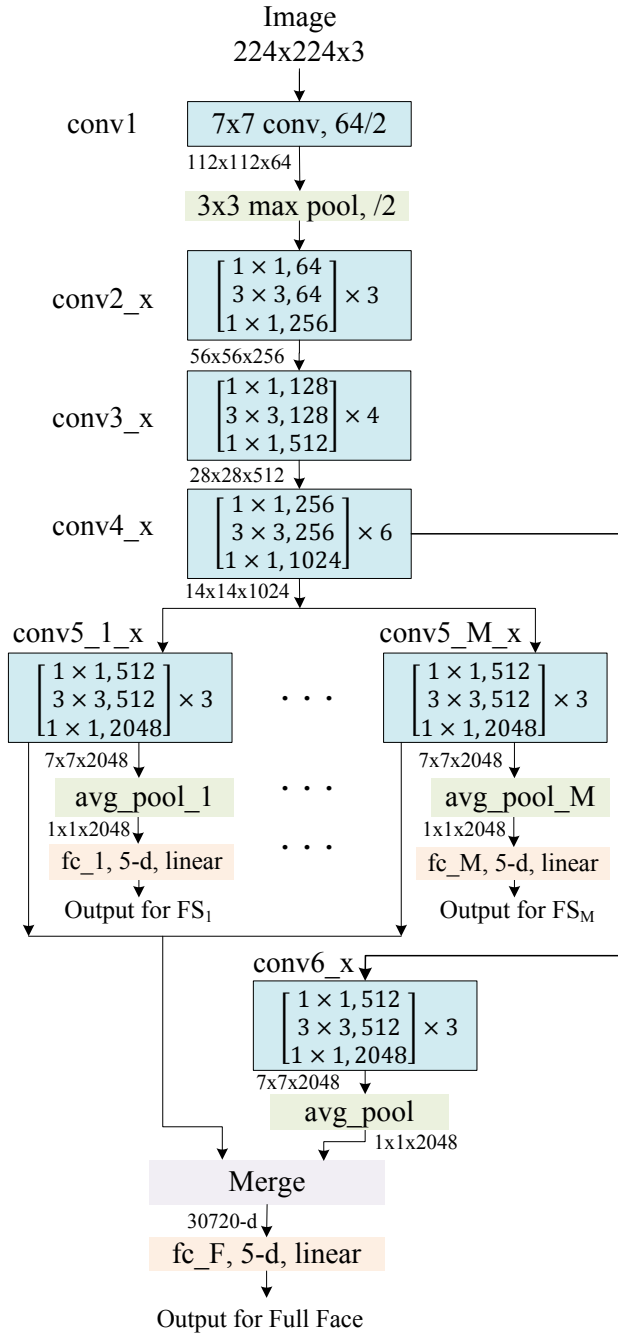 Image
224x224x3
conv1
7x7 conv, 64/2
112x112x64
3x3 max pool, /2
conv2_x
1 × 1, 64
3 × 3, 64
1 × 1, 256
× 3
56x56x256
conv3_x
1 × 1, 128
3 × 3, 128
1 × 1, 512
× 4
28x28x512
conv4_x
1 × 1, 256
3 × 3, 256
1 × 1, 1024
× 6
14x14x1024
conv5_1_x
1 × 1, 512
3 × 3, 512
1 × 1, 2048
× 3
7x7x2048
avg_pool_1
1x1x2048
fc_1, 5-d, linear
Output for FS₁
. . .
. . .
. . .
conv5_M_x
1 × 1, 512
3 × 3, 512
1 × 1, 2048
× 3
7x7x2048
avg_pool_M
1x1x2048
fc_M, 5-d, linear
Output for FS_M
conv6_x
1 × 1, 512
3 × 3, 512
1 × 1, 2048
× 3
7x7x2048
avg_pool
1x1x2048
Merge
30720-d
fc_F, 5-d, linear
Output for Full Face